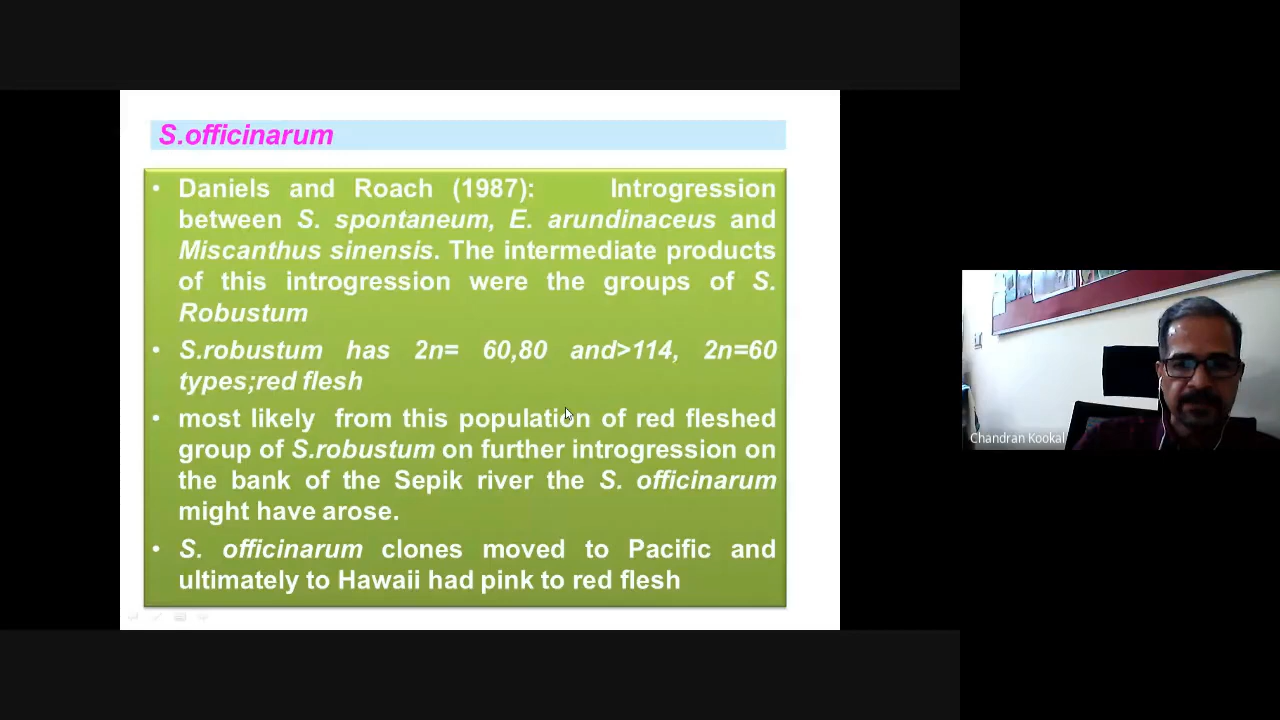 S.officinarum
• Daniels and Roach (1987): Introgression
between S. spontaneum, E. arundinaceus and
Miscanthus sinensis. The intermediate products
of this introgression were the groups of S.
Robustum
• S.robustum has 2n= 60,80 and>114, 2n=60
types;red flesh
• most likely from this population of red fleshed
group of S.robustum on further introgression on
the bank of the Sepik river the S. officinarum
might have arose.
• S. officinarum clones moved to Pacific and
ultimately to Hawaii had pink to red flesh
Chandran Kookal